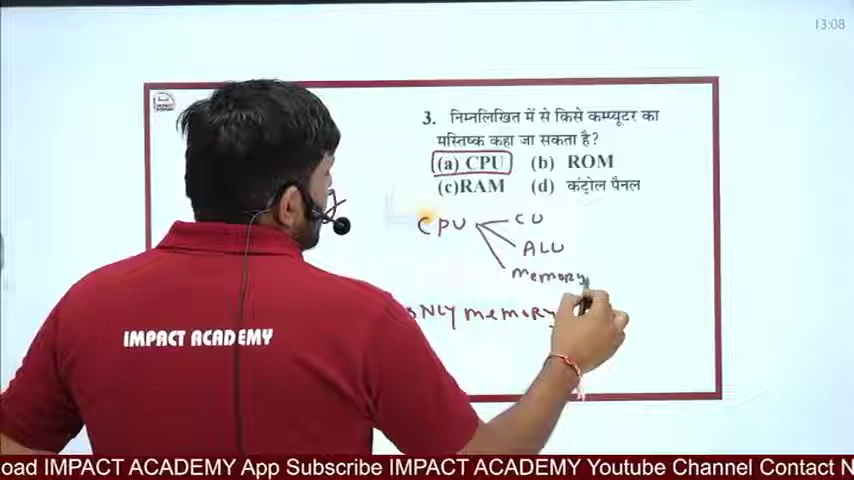 13:08
3. निम्नलिखित में से किसे कम्प्यूटर का
मस्तिष्क कहा जा सकता है?
(a) CPU (b) ROM
(c)RAM (d) कंट्रोल पैनल
CPU
CU
ALU
Memory
ONLY Memory
IMPACT ACADEMY
oad IMPACT ACADEMY App Subscribe IMPACT ACADEMY Youtube Channel Contact N